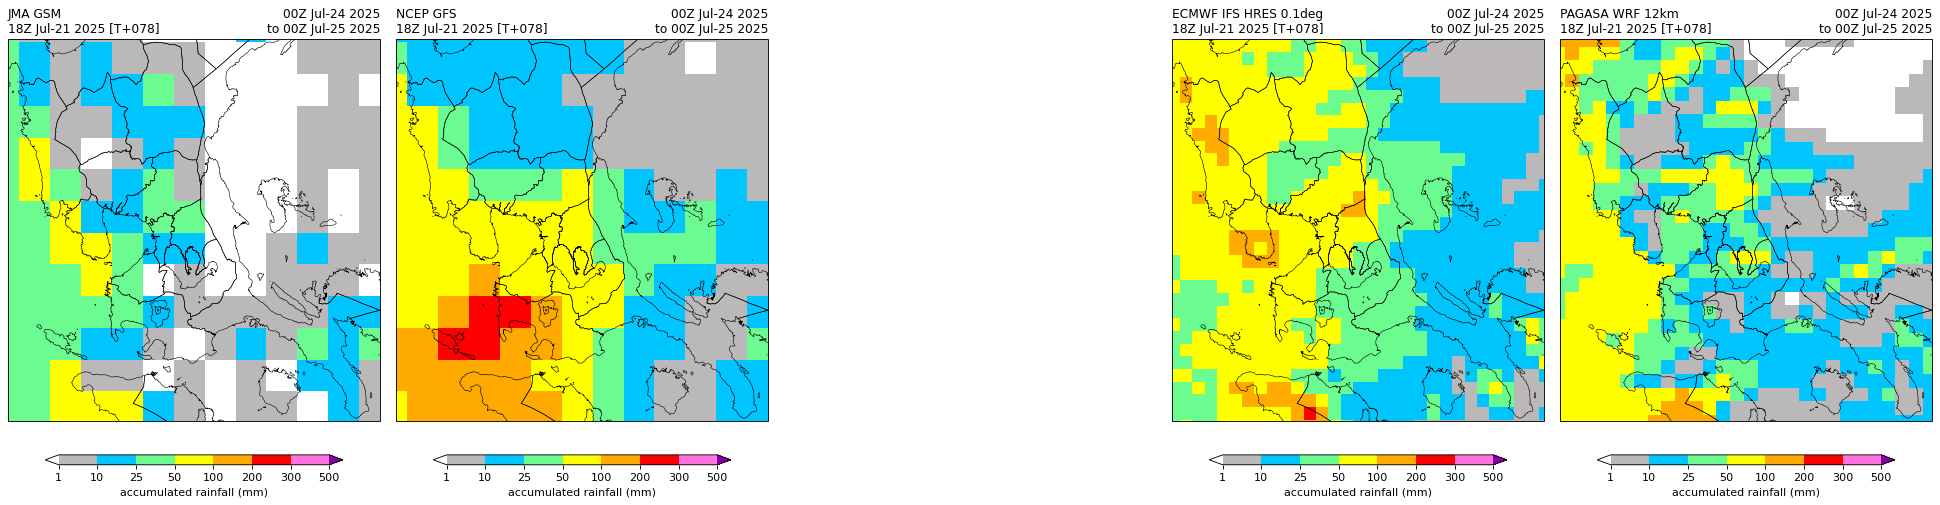 JMA GSM 00Z Jul-24 2025
18Z Jul-21 2025 [T+078] to 00Z Jul-25 2025
NCEP GFS 00Z Jul-24 2025
18Z Jul-21 2025 [T+078] to 00Z Jul-25 2025
ECMWF IFS HRES 0.1deg 00Z Jul-24 2025
18Z Jul-21 2025 [T+078] to 00Z Jul-25 2025
PAGASA WRF 12km 00Z Jul-24 2025
18Z Jul-21 2025 [T+078] to 00Z Jul-25 2025
1 10 25 50 100 200 300 500
accumulated rainfall (mm)
1 10 25 50 100 200 300 500
accumulated rainfall (mm)
1 10 25 50 100 200 300 500
accumulated rainfall (mm)
1 10 25 50 100 200 300 500
accumulated rainfall (mm)